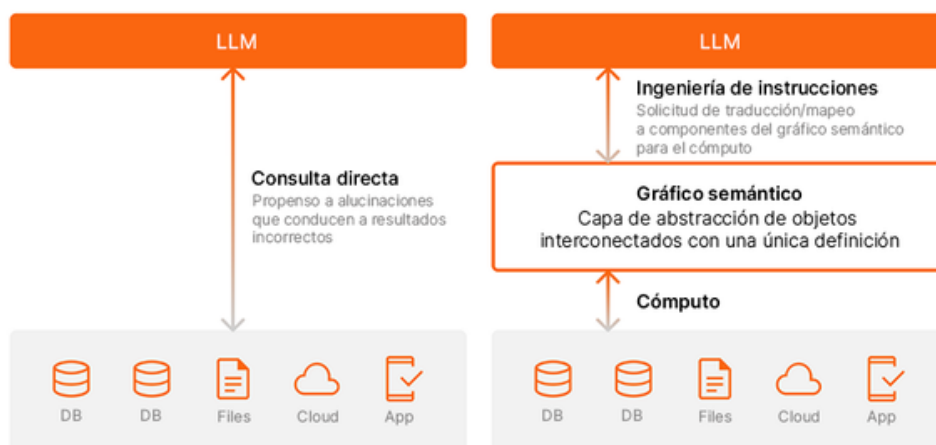 LLM
Consulta directa
Propenso a alucinaciones
que conducen a resultados
incorrectos
DB
DB
Files
Cloud
App
LLM
Ingeniería de instrucciones
Solicitud de traducción/mapeo
a componentes del gráfico semántico
para el cómputo
Gráfico semántico
Capa de abstracción de objetos
interconectados con una única definición
Cómputo
DB
DB
Files
Cloud
App